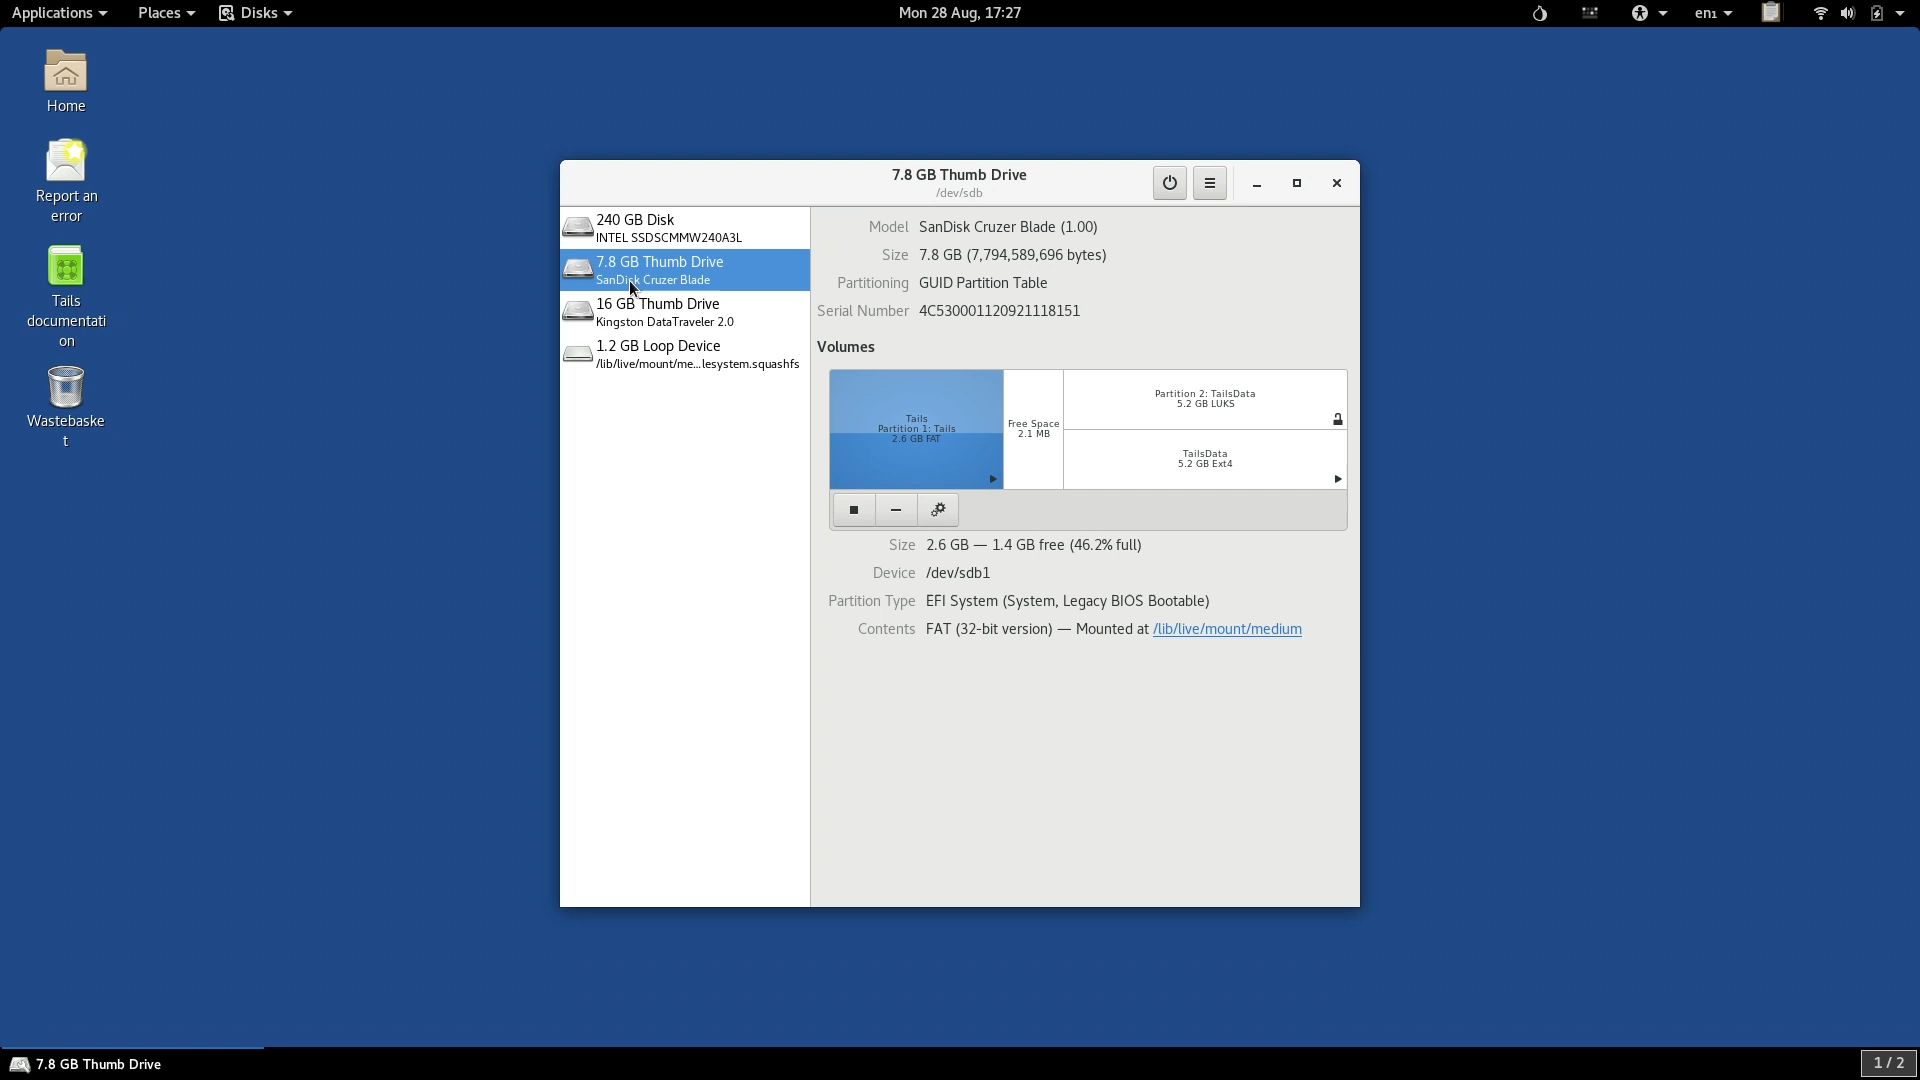 Applications
Places
Disks
Mon 28 Aug, 17:27
en₁
Home
Report an
error
Tails
documentati
on
Wastebaske
t
7.8 GB Thumb Drive
/dev/sdb
240 GB Disk
INTEL SSDSCMMW240A3L
7.8 GB Thumb Drive
SanDisk Cruzer Blade
16 GB Thumb Drive
Kingston DataTraveler 2.0
1.2 GB Loop Device
/lib/live/mount/me...lesystem.squashfs
Model SanDisk Cruzer Blade (1.00)
Size 7.8 GB (7,794,589,696 bytes)
Partitioning GUID Partition Table
Serial Number 4C530001120921118151
Volumes
Tails
Partition 1: Tails
2.6 GB FAT
Free Space
2.1 MB
Partition 2: TailsData
5.2 GB LUKS
TailsData
5.2 GB Ext4
Size 2.6 GB — 1.4 GB free (46.2% full)
Device /dev/sdb1
Partition Type EFI System (System, Legacy BIOS Bootable)
Contents FAT (32-bit version) — Mounted at /lib/live/mount/medium
7.8 GB Thumb Drive
1 / 2